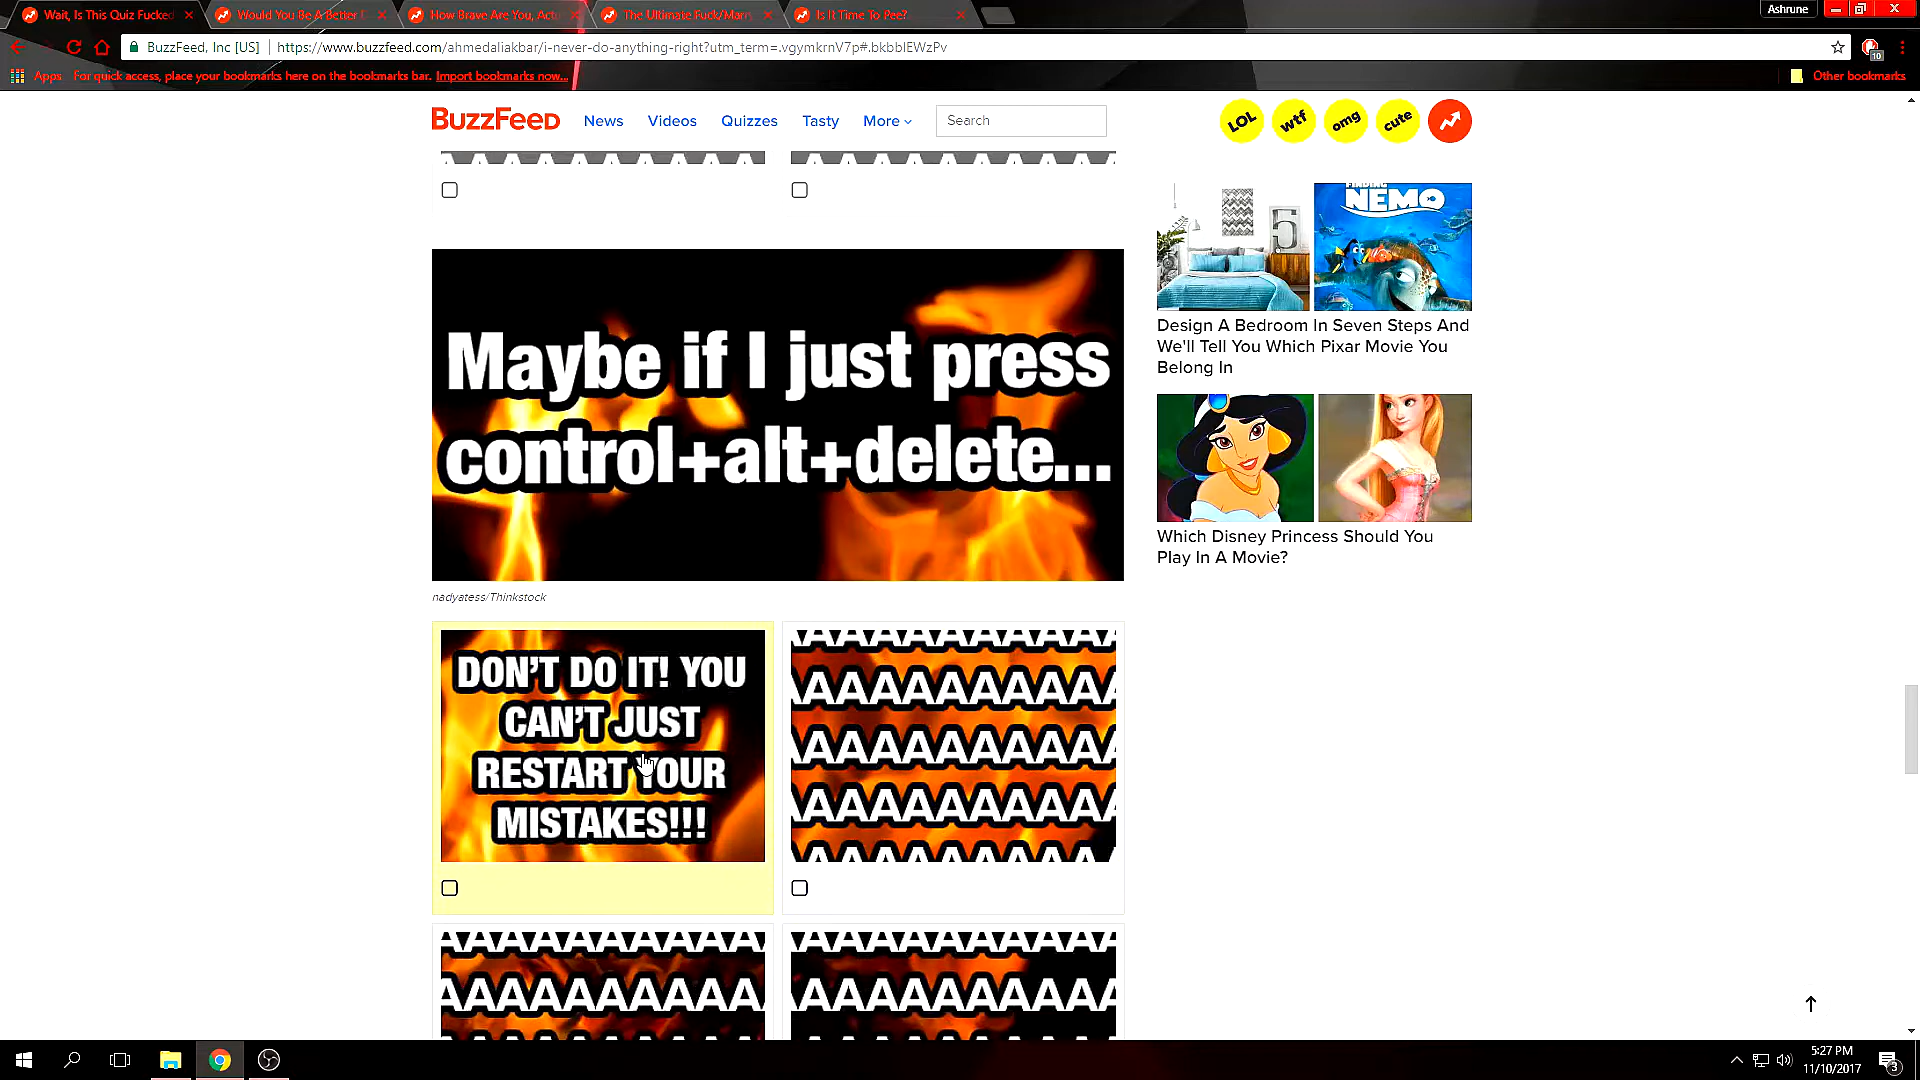 Wait, Is This Quiz Fucked
Would You Be A Better
How Brave Are You, Actu
The Ultimate Fuck/Marr
Is It Time To Pee?
Ashrune
BuzzFeed, Inc [US]
https://www.buzzfeed.com/ahmedaliakbar/i-never-do-anything-right?utm_term=.vgymkrnV7p#.bkbblEWzPv
10
Apps
For quick access, place your bookmarks here on the bookmarks bar. Import bookmarks now...
Other bookmarks
BuzzFeed
News
Videos
Quizzes
Tasty
More
Search
LOL
wtf
omg
cute
Maybe if I just press
control+alt+delete...
nadyatess/Thinkstock
DON'T DO IT! YOU
CAN'T JUST
RESTART YOUR
MISTAKES!!!
AAAAAAAAAA
AAAAAAAAAA
AAAAAAAAAA
AAAAAAAAAA
AAAAAAAAAA
AAAAAAAAAA
AAAAAAAAAA
5
FINDING
NEMO
Design A Bedroom In Seven Steps And
We'll Tell You Which Pixar Movie You
Belong In
Which Disney Princess Should You
Play In A Movie?
5:27 PM
11/10/2017
3